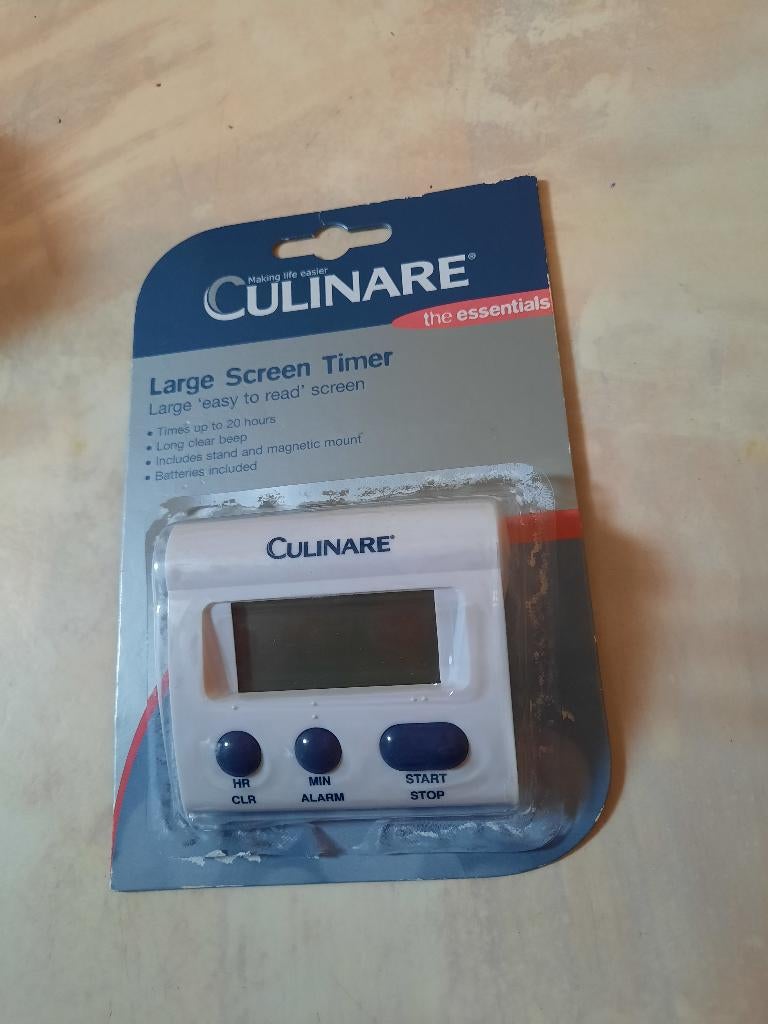 Making life easier
CULINARE®
the essentials
Large Screen Timer
Large 'easy to read' screen
• Times up to 20 hours
• Long clear beep
• Includes stand and magnetic mount
• Batteries included
CULINARE®
HR MIN START
CLR ALARM STOP